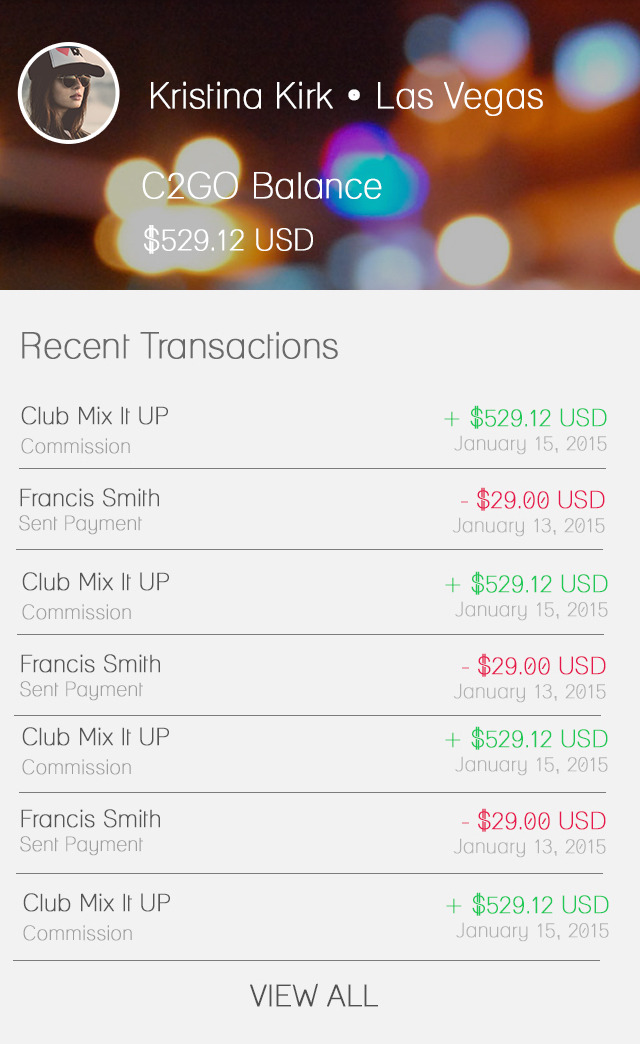 Kristina Kirk • Las Vegas
C2GO Balance
$529.12 USD
Recent Transactions
Club Mix It UP + $529.12 USD
Commission January 15, 2015
Francis Smith - $29.00 USD
Sent Payment January 13, 2015
Club Mix It UP + $529.12 USD
Commission January 15, 2015
Francis Smith - $29.00 USD
Sent Payment January 13, 2015
Club Mix It UP + $529.12 USD
Commission January 15, 2015
Francis Smith - $29.00 USD
Sent Payment January 13, 2015
Club Mix It UP + $529.12 USD
Commission January 15, 2015
VIEW ALL